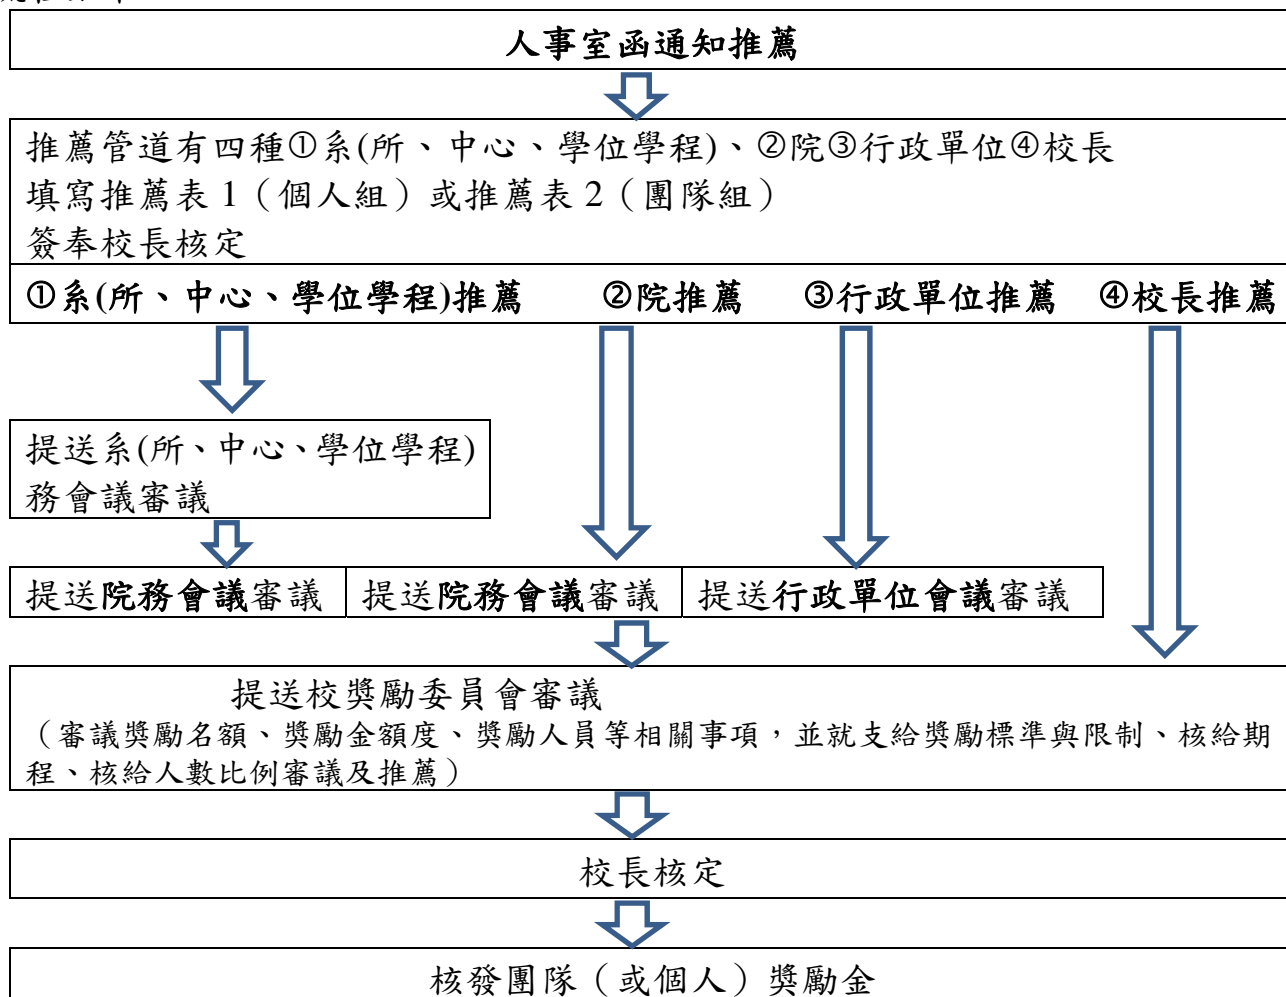 人事室函通知推薦
推薦管道有四種①系(所、中心、學位學程)、②院③行政單位④校長
填寫推薦表 1（個人組）或推薦表 2（團隊組）
簽奉校長核定
①系(所、中心、學位學程)推薦 ②院推薦 ③行政單位推薦 ④校長推薦
提送系(所、中心、學位學程)
務會議審議
提送院務會議審議 提送院務會議審議 提送行政單位會議審議
提送校獎勵委員會審議
（審議獎勵名額、獎勵金額度、獎勵人員等相關事項，並就支給獎勵標準與限制、核給期
程、核給人數比例審議及推薦）
校長核定
核發團隊（或個人）獎勵金